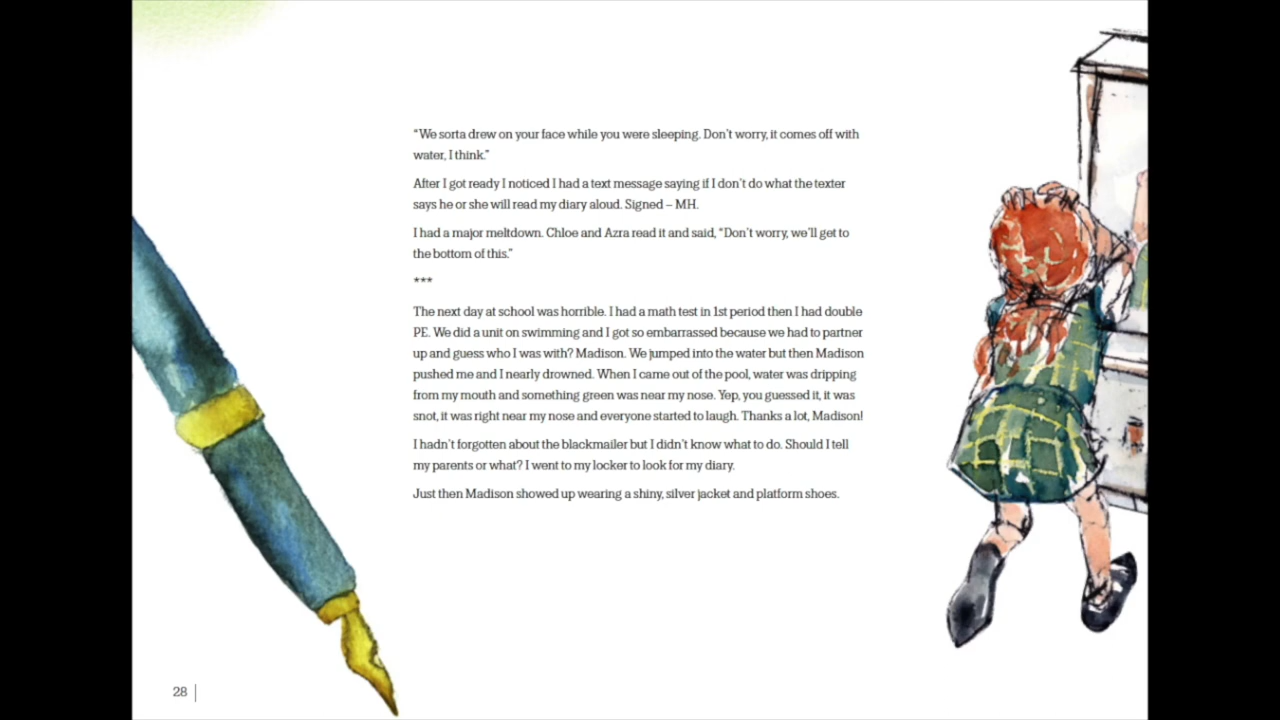 “We sorta drew on your face while you were sleeping. Don’t worry, it comes off with
water, I think.”
After I got ready I noticed I had a text message saying if I don’t do what the texter
says he or she will read my diary aloud. Signed – MH.
I had a major meltdown. Chloe and Azra read it and said, “Don’t worry, we’ll get to
the bottom of this.”
***
The next day at school was horrible. I had a math test in 1st period then I had double
PE. We did a unit on swimming and I got so embarrassed because we had to partner
up and guess who I was with? Madison. We jumped into the water but then Madison
pushed me and I nearly drowned. When I came out of the pool, water was dripping
from my mouth and something green was near my nose. Yep, you guessed it, it was
snot, it was right near my nose and everyone started to laugh. Thanks a lot, Madison!
I hadn’t forgotten about the blackmailer but I didn’t know what to do. Should I tell
my parents or what? I went to my locker to look for my diary.
Just then Madison showed up wearing a shiny, silver jacket and platform shoes.
28